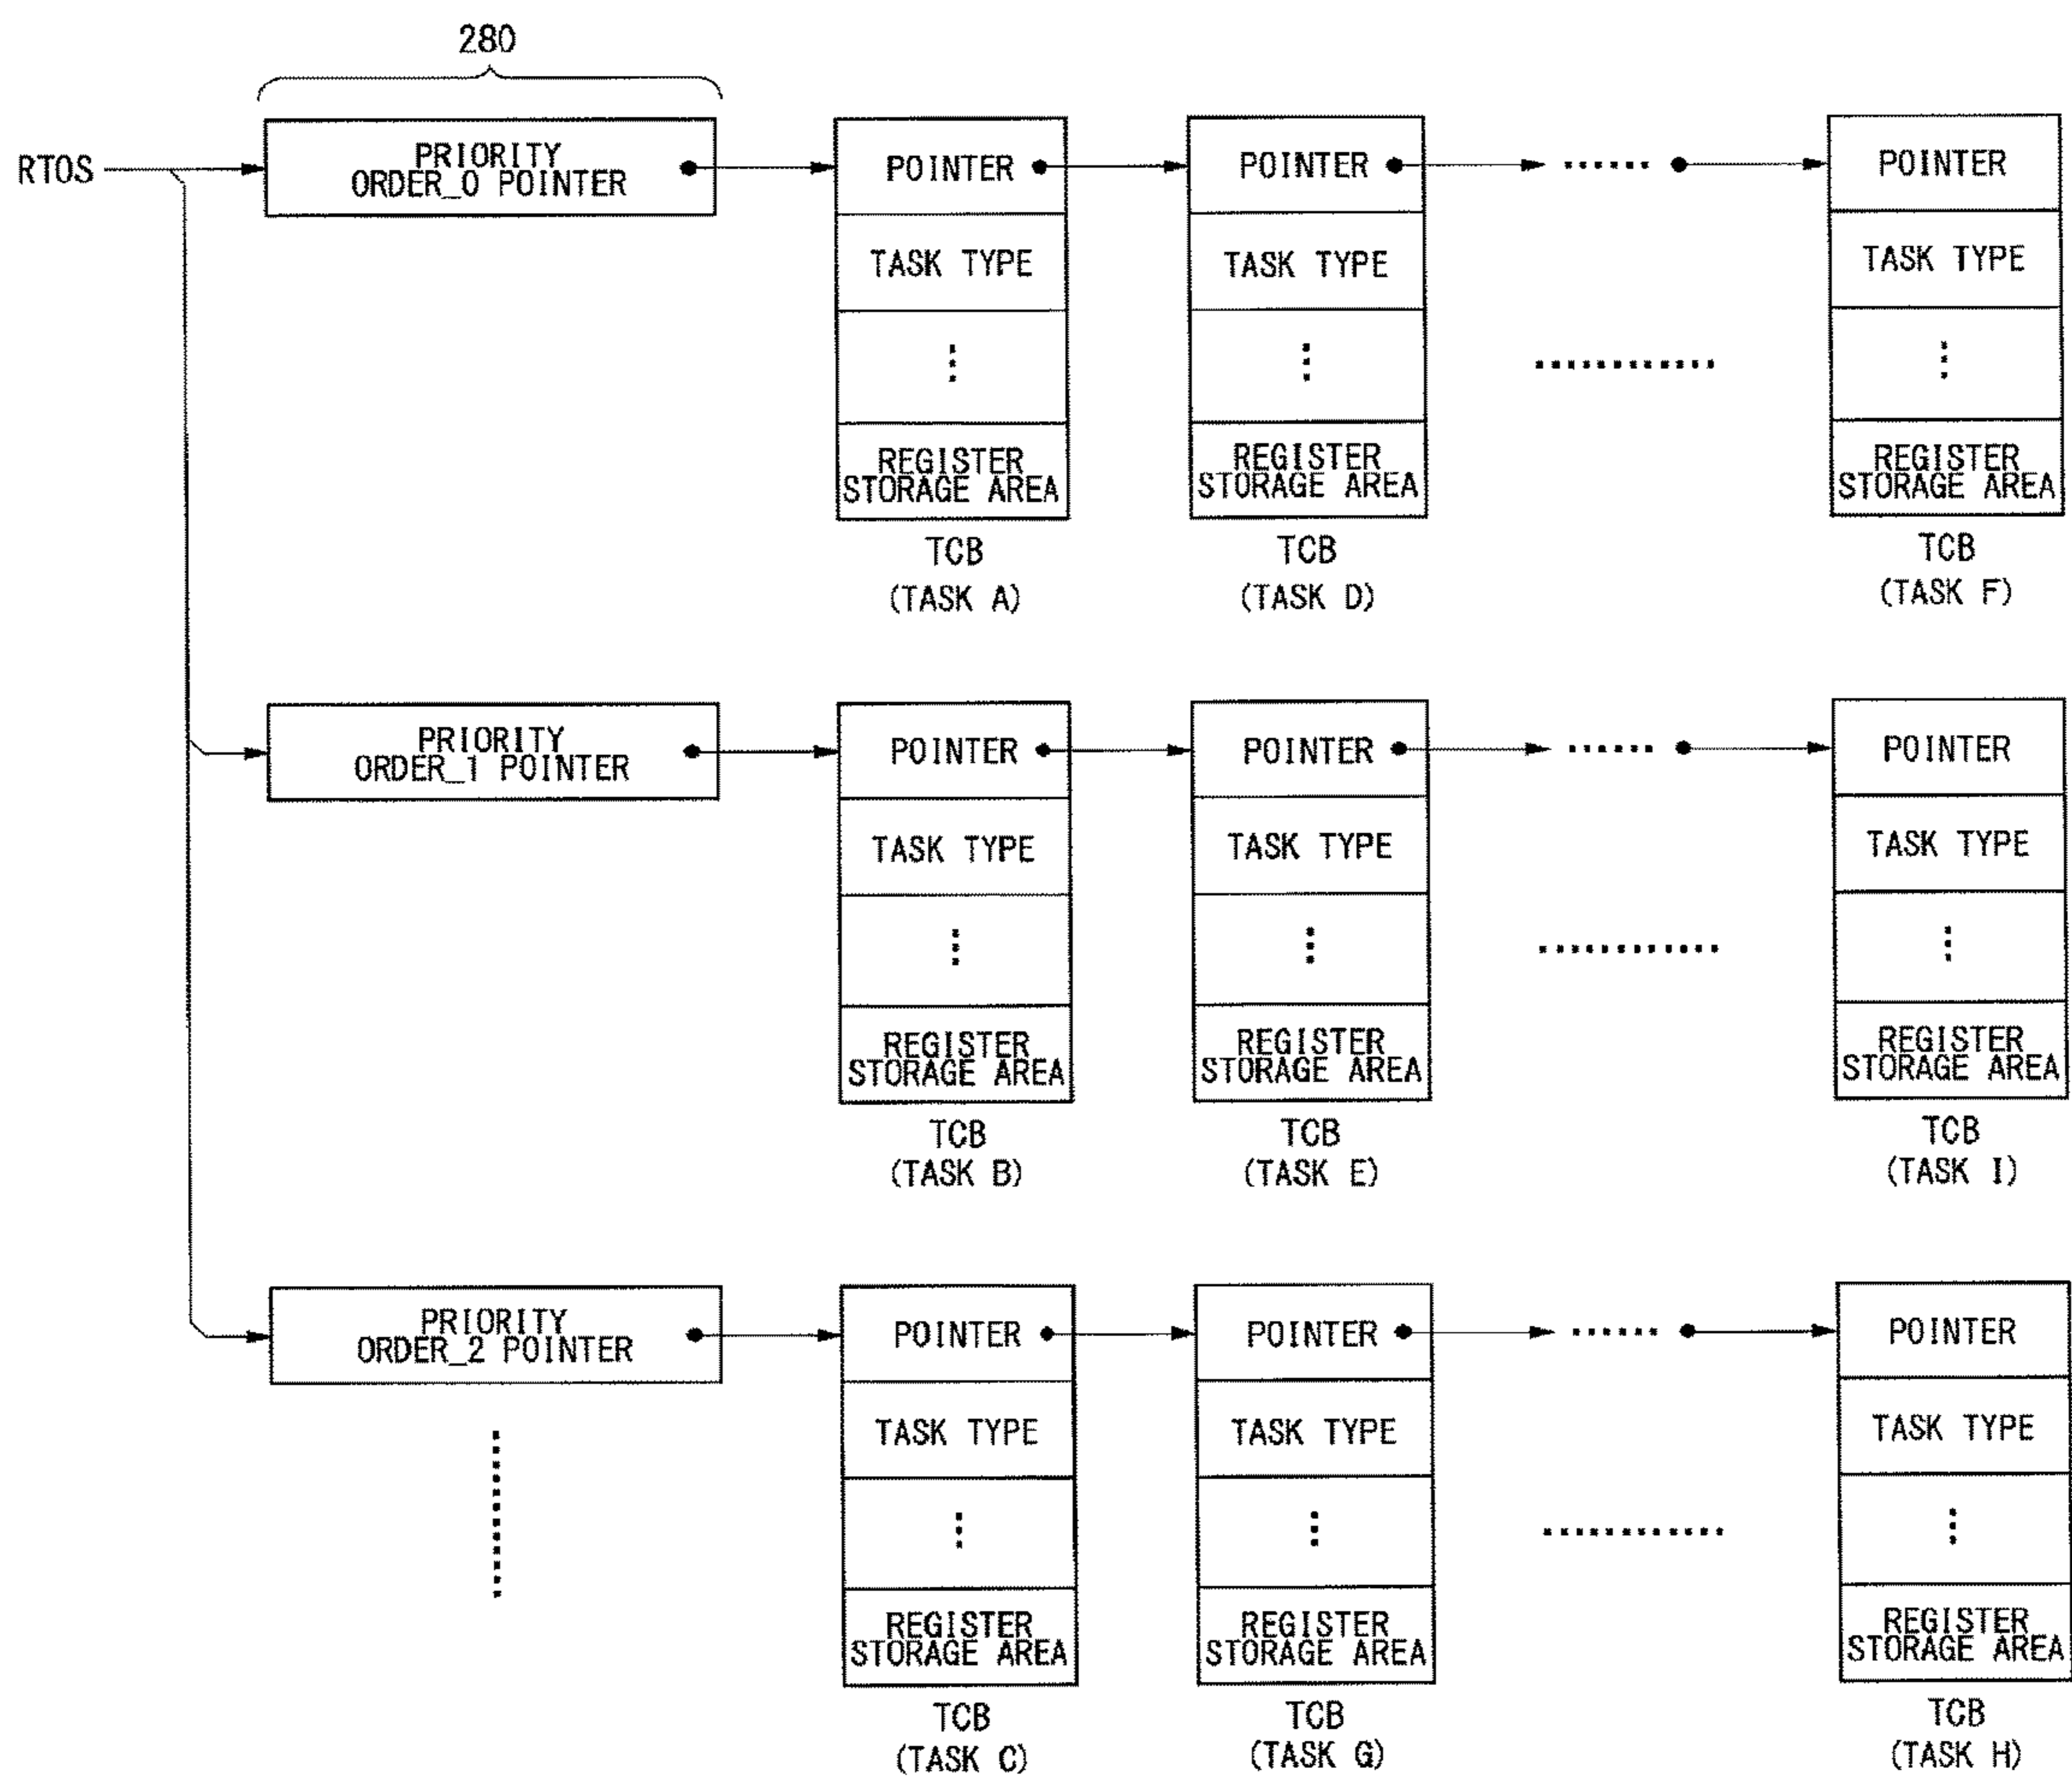 280
RTOS
PRIORITY
ORDER_0 POINTER
POINTER
TASK TYPE
REGISTER
STORAGE AREA
TCB
(TASK A)
POINTER
TASK TYPE
REGISTER
STORAGE AREA
TCB
(TASK D)
POINTER
TASK TYPE
REGISTER
STORAGE AREA
TCB
(TASK F)
PRIORITY
ORDER_1 POINTER
POINTER
TASK TYPE
REGISTER
STORAGE AREA
TCB
(TASK B)
POINTER
TASK TYPE
REGISTER
STORAGE AREA
TCB
(TASK E)
POINTER
TASK TYPE
REGISTER
STORAGE AREA
TCB
(TASK I)
PRIORITY
ORDER_2 POINTER
POINTER
TASK TYPE
REGISTER
STORAGE AREA
TCB
(TASK C)
POINTER
TASK TYPE
REGISTER
STORAGE AREA
TCB
(TASK G)
POINTER
TASK TYPE
REGISTER
STORAGE AREA
TCB
(TASK H)